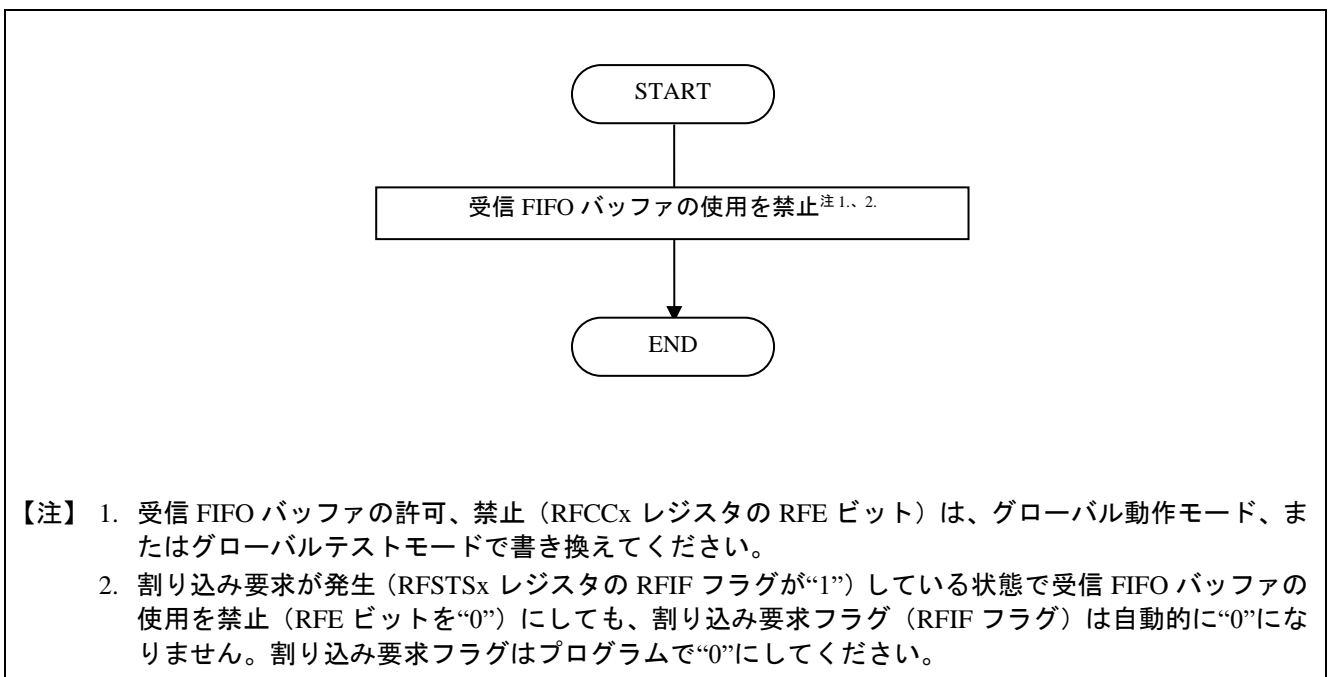 START
受信 FIFO バッファの使用を禁止注 1.、2.
END
【注】 1. 受信 FIFO バッファの許可、禁止（RFCCx レジスタの RFE ビット）は、グローバル動作モード、ま
たはグローバルテストモードで書き換えてください。
2. 割り込み要求が発生（RFSTSx レジスタの RFIF フラグが“1”）している状態で受信 FIFO バッファの
使用を禁止（RFE ビットを“0”）にしても、割り込み要求フラグ（RFIF フラグ）は自動的に“0”にな
りません。割り込み要求フラグはプログラムで“0”にしてください。